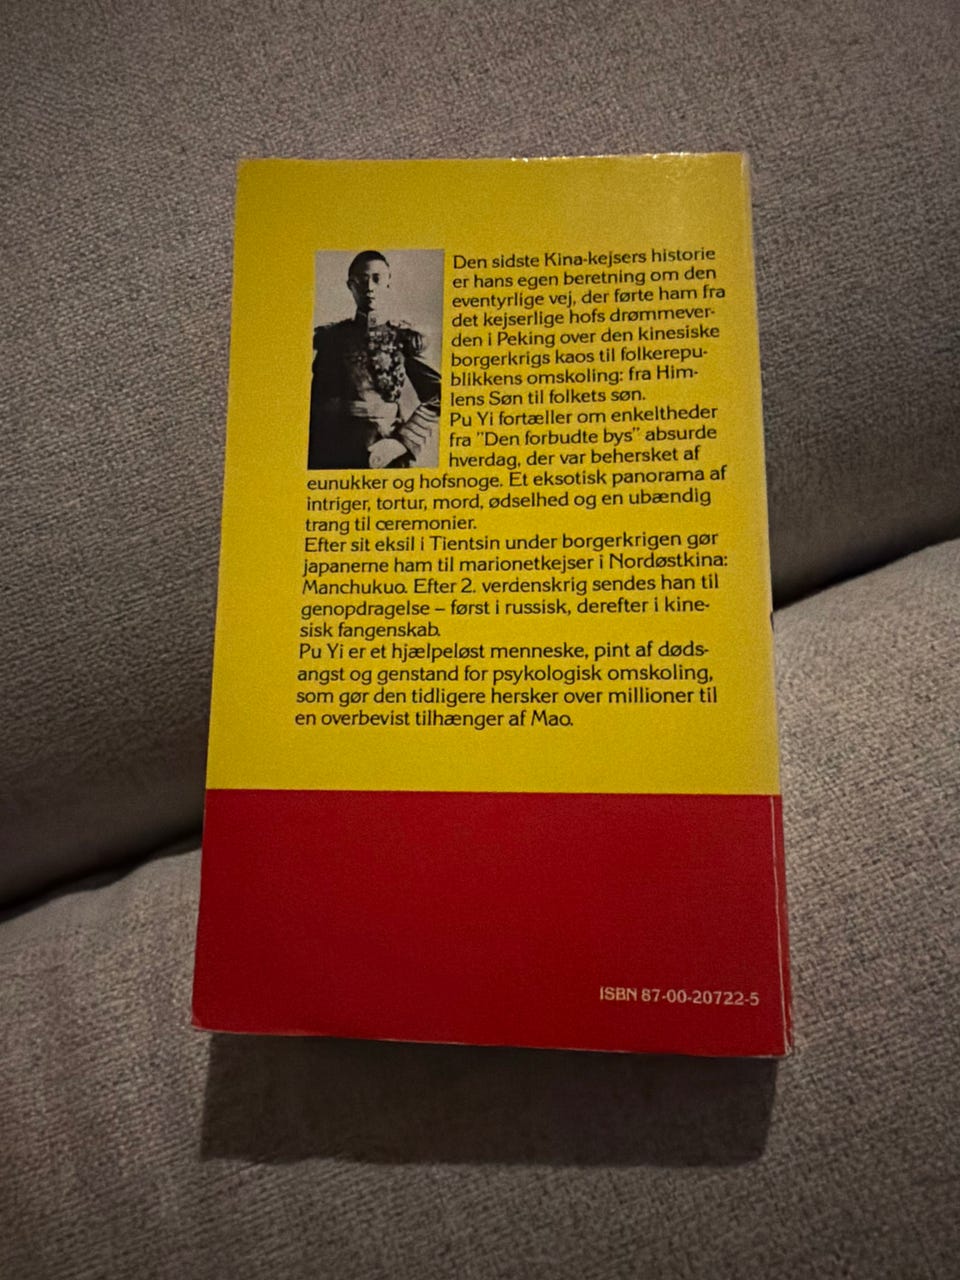 Den sidste Kina-kejsers historie
er hans egen beretning om den
eventyrlige vej, der førte ham fra
det kejserlige hofs drømmever-
den i Peking over den kinesiske
borgerkrigs kaos til folkerepu-
blikkens omskoling: fra Him-
lens Søn til folkets søn.
Pu Yi fortæller om enkeltheder
fra "Den forbudte bys" absurde
hverdag, der var behersket af
eunukker og hofsnoge. Et eksotisk panorama af
intriger, tortur, mord, ødselhed og en ubændig
trang til ceremonier.
Efter sit eksil i Tientsin under borgerkrigen gør
japanerne ham til marionetkejser i Nordøstkina:
Manchukuo. Efter 2. verdenskrig sendes han til
genopdragelse – først i russisk, derefter i kine-
sisk fangenskab.
Pu Yi er et hjælpeløst menneske, pint af døds-
angst og genstand for psykologisk omskoling,
som gør den tidligere hersker over millioner til
en overbevist tilhænger af Mao.
ISBN 87-00-20722-5